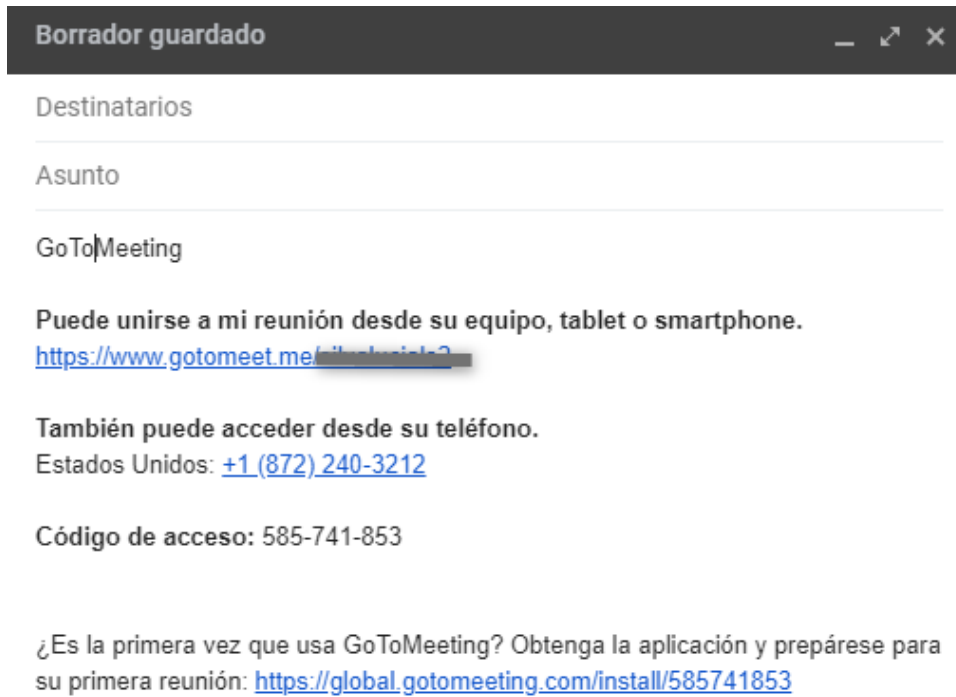 Borrador guardado
Destinatarios
Asunto
GoToMeeting
Puede unirse a mi reunión desde su equipo, tablet o smartphone.
https://www.gotomeet.me/
También puede acceder desde su teléfono.
Estados Unidos: +1 (872) 240-3212
Código de acceso: 585-741-853
¿Es la primera vez que usa GoToMeeting? Obtenga la aplicación y prepárese para
su primera reunión: https://global.gotomeeting.com/install/585741853